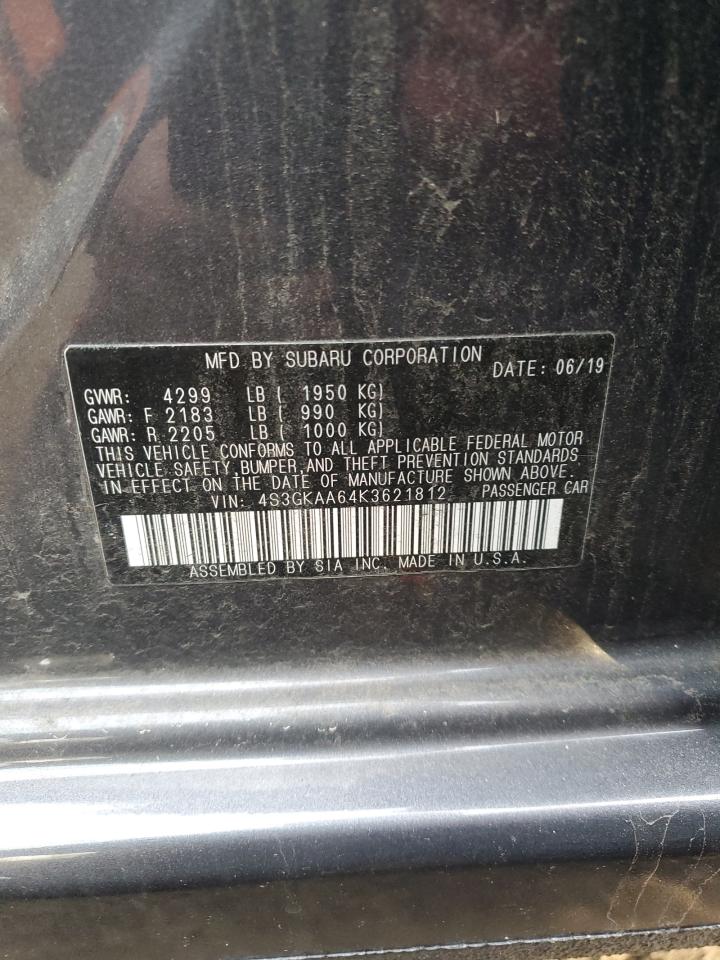 MFD BY SUBARU CORPORATION DATE: 06/19
GVWR: 4299 LB ( 1950 KG)
GAWR: F 2183 LB ( 990 KG)
GAWR: R 2205 LB ( 1000 KG)
THIS VEHICLE CONFORMS TO ALL APPLICABLE FEDERAL MOTOR
VEHICLE SAFETY,BUMPER,AND THEFT PREVENTION STANDARDS
IN EFFECT ON THE DATE OF MANUFACTURE SHOWN ABOVE.
VIN: 4S3GKAA64K3621812 PASSENGER CAR
ASSEMBLED BY SIA INC. MADE IN U.S.A.